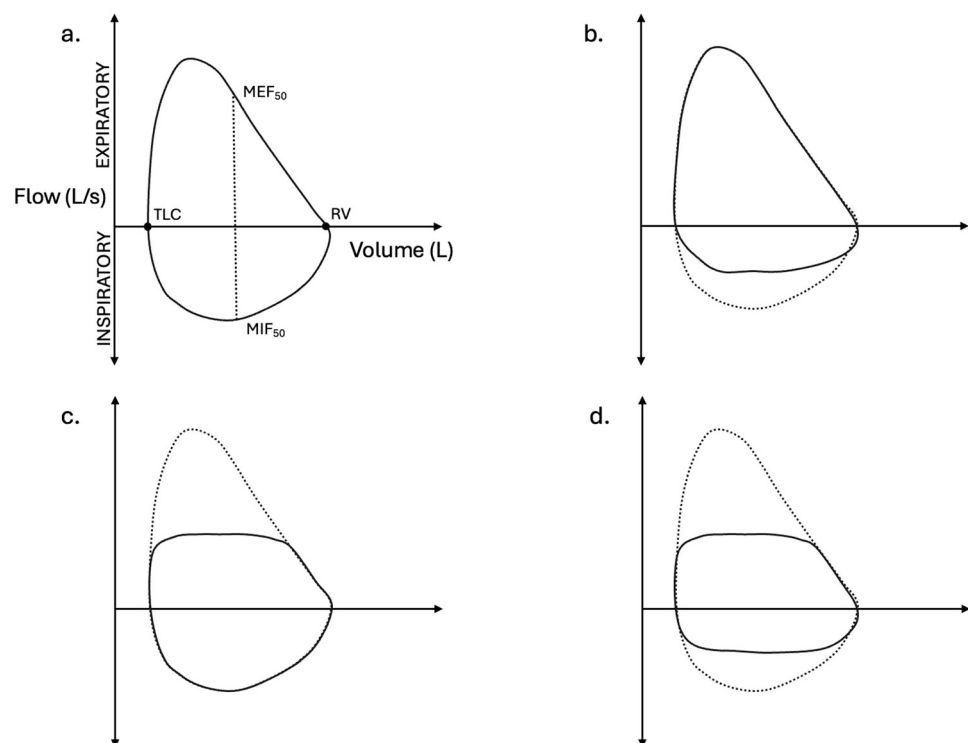 a.
EXPIRATORY
MEF50
Flow (L/s)
TLC
RV
Volume (L)
INSPIRATORY
MIF50
b.
c.
d.